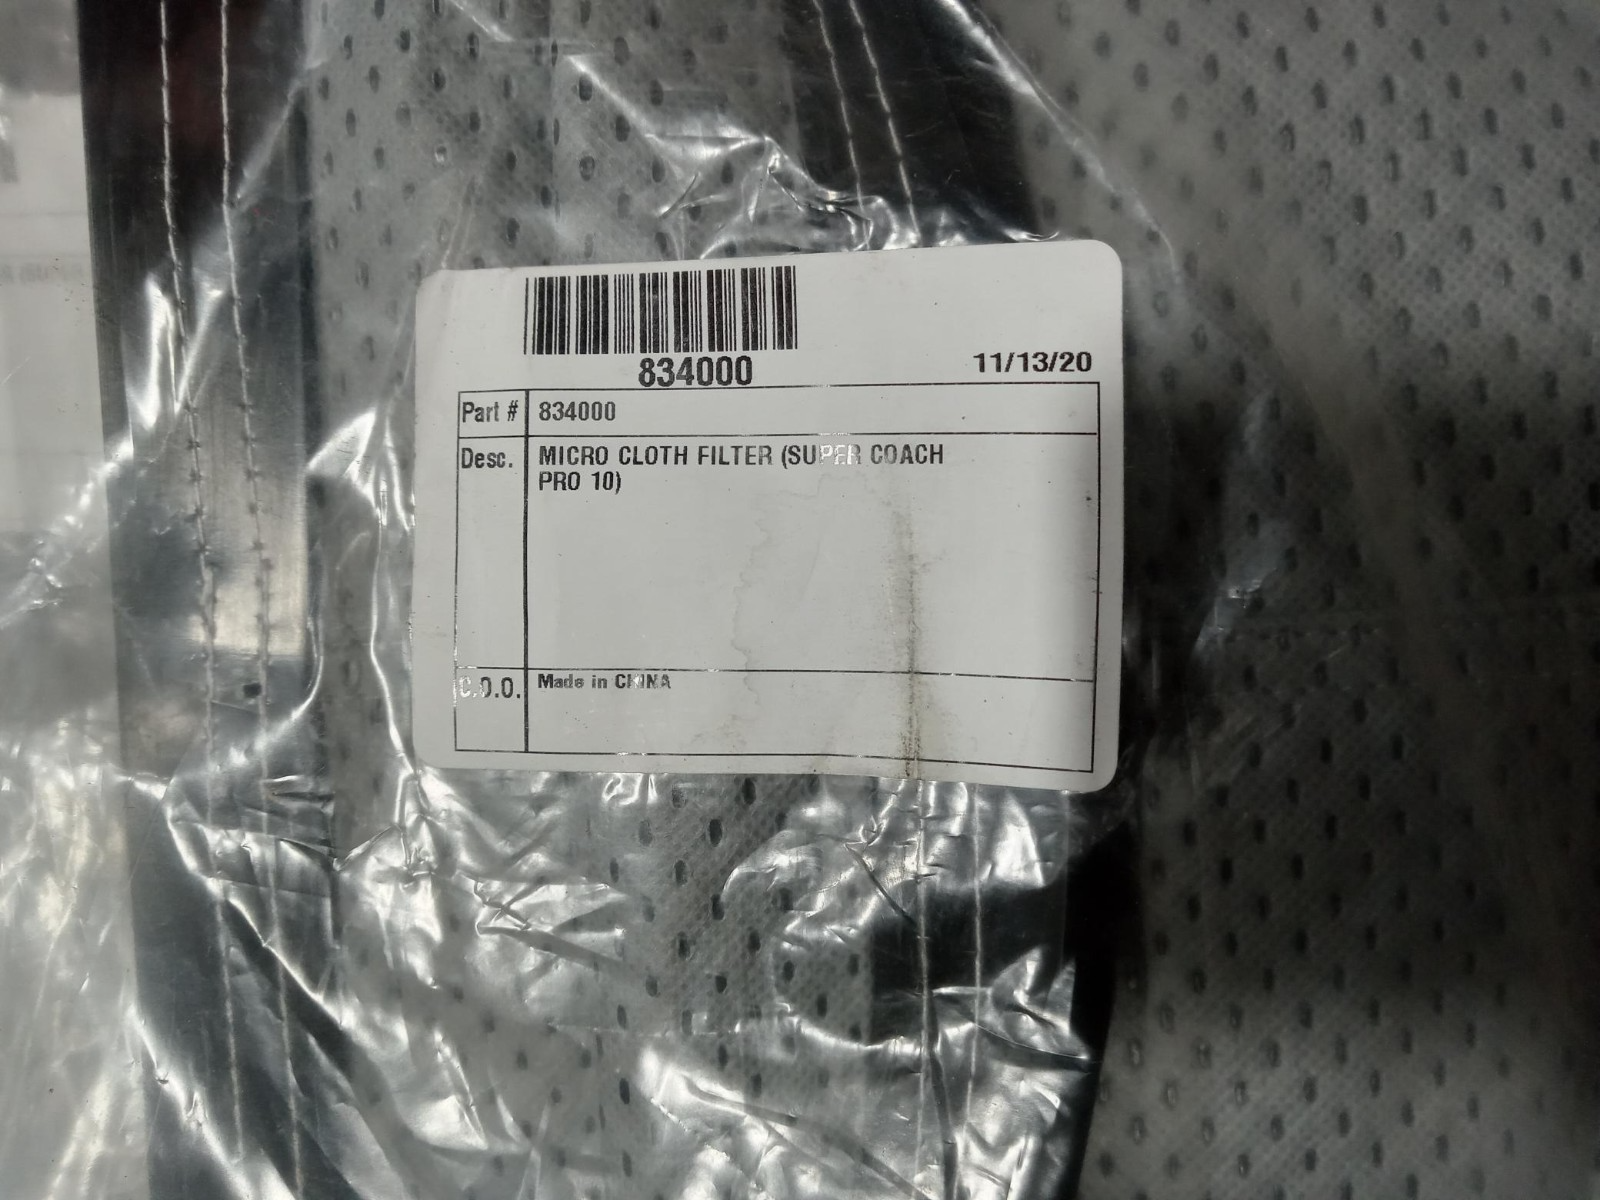 834000
11/13/20
Part # 834000
Desc. MICRO CLOTH FILTER (SUPER COACH
PRO 10)
C.O.O. Made in CHINA